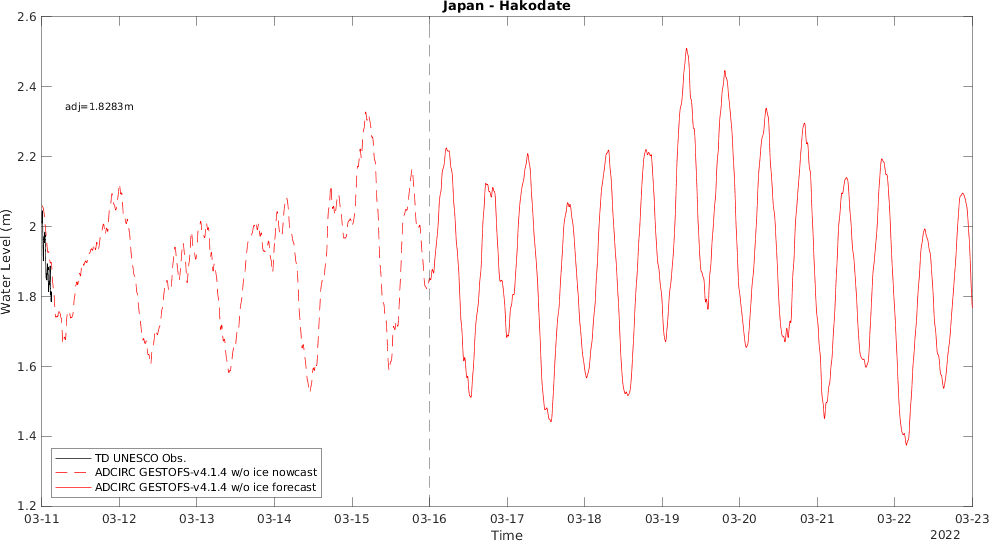 Japan - Hakodate
2.6
2.4
2.2
2
1.8
1.6
1.4
1.2
Water Level (m)
adj=1.8283m
TD UNESCO Obs.
ADCIRC GESTOFS-v4.1.4 w/o ice nowcast
ADCIRC GESTOFS-v4.1.4 w/o ice forecast
03-11 03-12 03-13 03-14 03-15 03-16 03-17 03-18 03-19 03-20 03-21 03-22 03-23
Time
2022